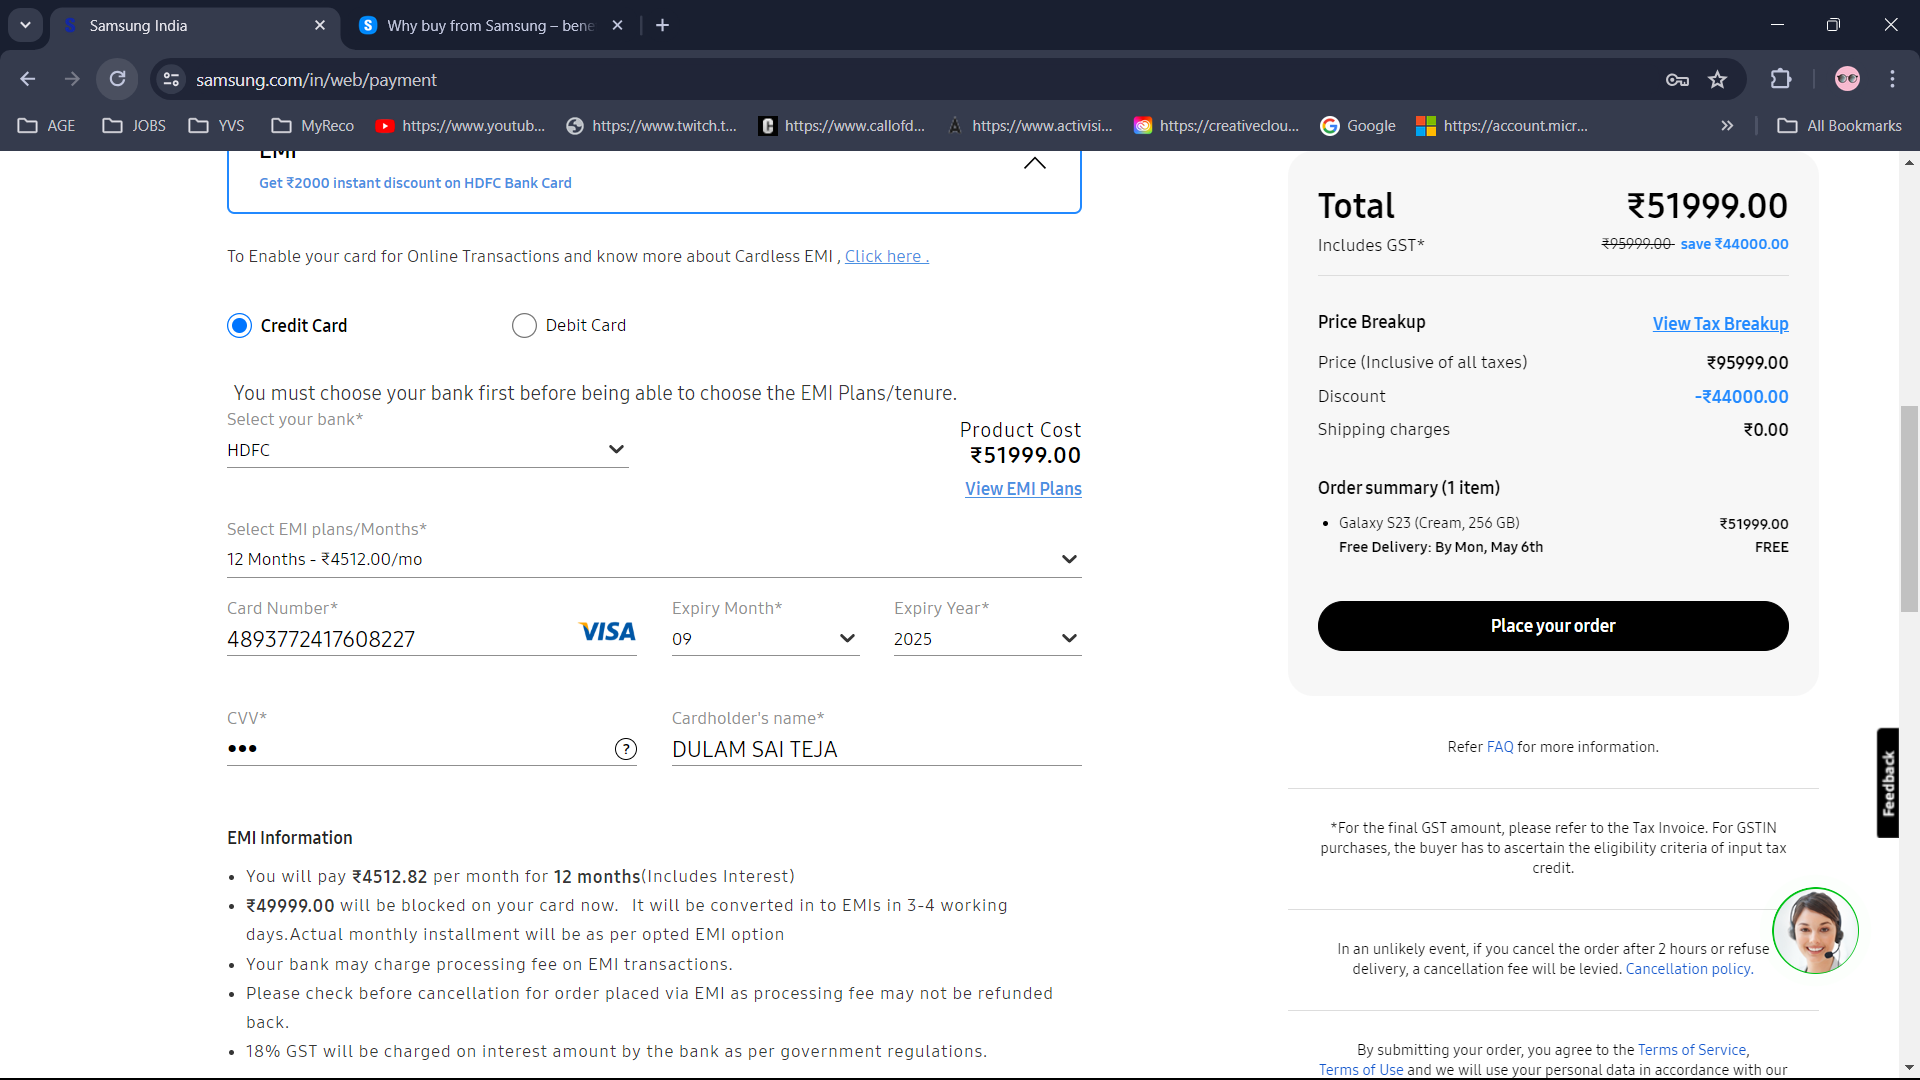 Samsung India
Why buy from Samsung – bene
samsung.com/in/web/payment
AGE
JOBS
YVS
MyReco
https://www.youtub...
https://www.twitch.t...
https://www.callofd...
https://www.activisi...
https://creativeclou...
Google
https://account.micr...
All Bookmarks
EMI
Get ₹2000 instant discount on HDFC Bank Card
To Enable your card for Online Transactions and know more about Cardless EMI , Click here .
Credit Card
Debit Card
You must choose your bank first before being able to choose the EMI Plans/tenure.
Select your bank*
HDFC
Product Cost
₹51999.00
View EMI Plans
Select EMI plans/Months*
12 Months - ₹4512.00/mo
Card Number*
4893772417608227
VISA
Expiry Month*
09
Expiry Year*
2025
CVV*
•••
?
Cardholder's name*
DULAM SAI TEJA
EMI Information
• You will pay ₹4512.82 per month for 12 months(Includes Interest)
• ₹49999.00 will be blocked on your card now. It will be converted in to EMIs in 3-4 working
days.Actual monthly installment will be as per opted EMI option
• Your bank may charge processing fee on EMI transactions.
• Please check before cancellation for order placed via EMI as processing fee may not be refunded
back.
• 18% GST will be charged on interest amount by the bank as per government regulations.
Total
₹51999.00
Includes GST*
₹95999.00 save ₹44000.00
Price Breakup
View Tax Breakup
Price (Inclusive of all taxes)
₹95999.00
Discount
-₹44000.00
Shipping charges
₹0.00
Order summary (1 item)
• Galaxy S23 (Cream, 256 GB)
₹51999.00
Free Delivery: By Mon, May 6th
FREE
Place your order
Refer FAQ for more information.
*For the final GST amount, please refer to the Tax Invoice. For GSTIN
purchases, the buyer has to ascertain the eligibility criteria of input tax
credit.
In an unlikely event, if you cancel the order after 2 hours or refuse
delivery, a cancellation fee will be levied. Cancellation policy.
By submitting your order, you agree to the Terms of Service,
Terms of Use and we will use your personal data in accordance with our
Feedback